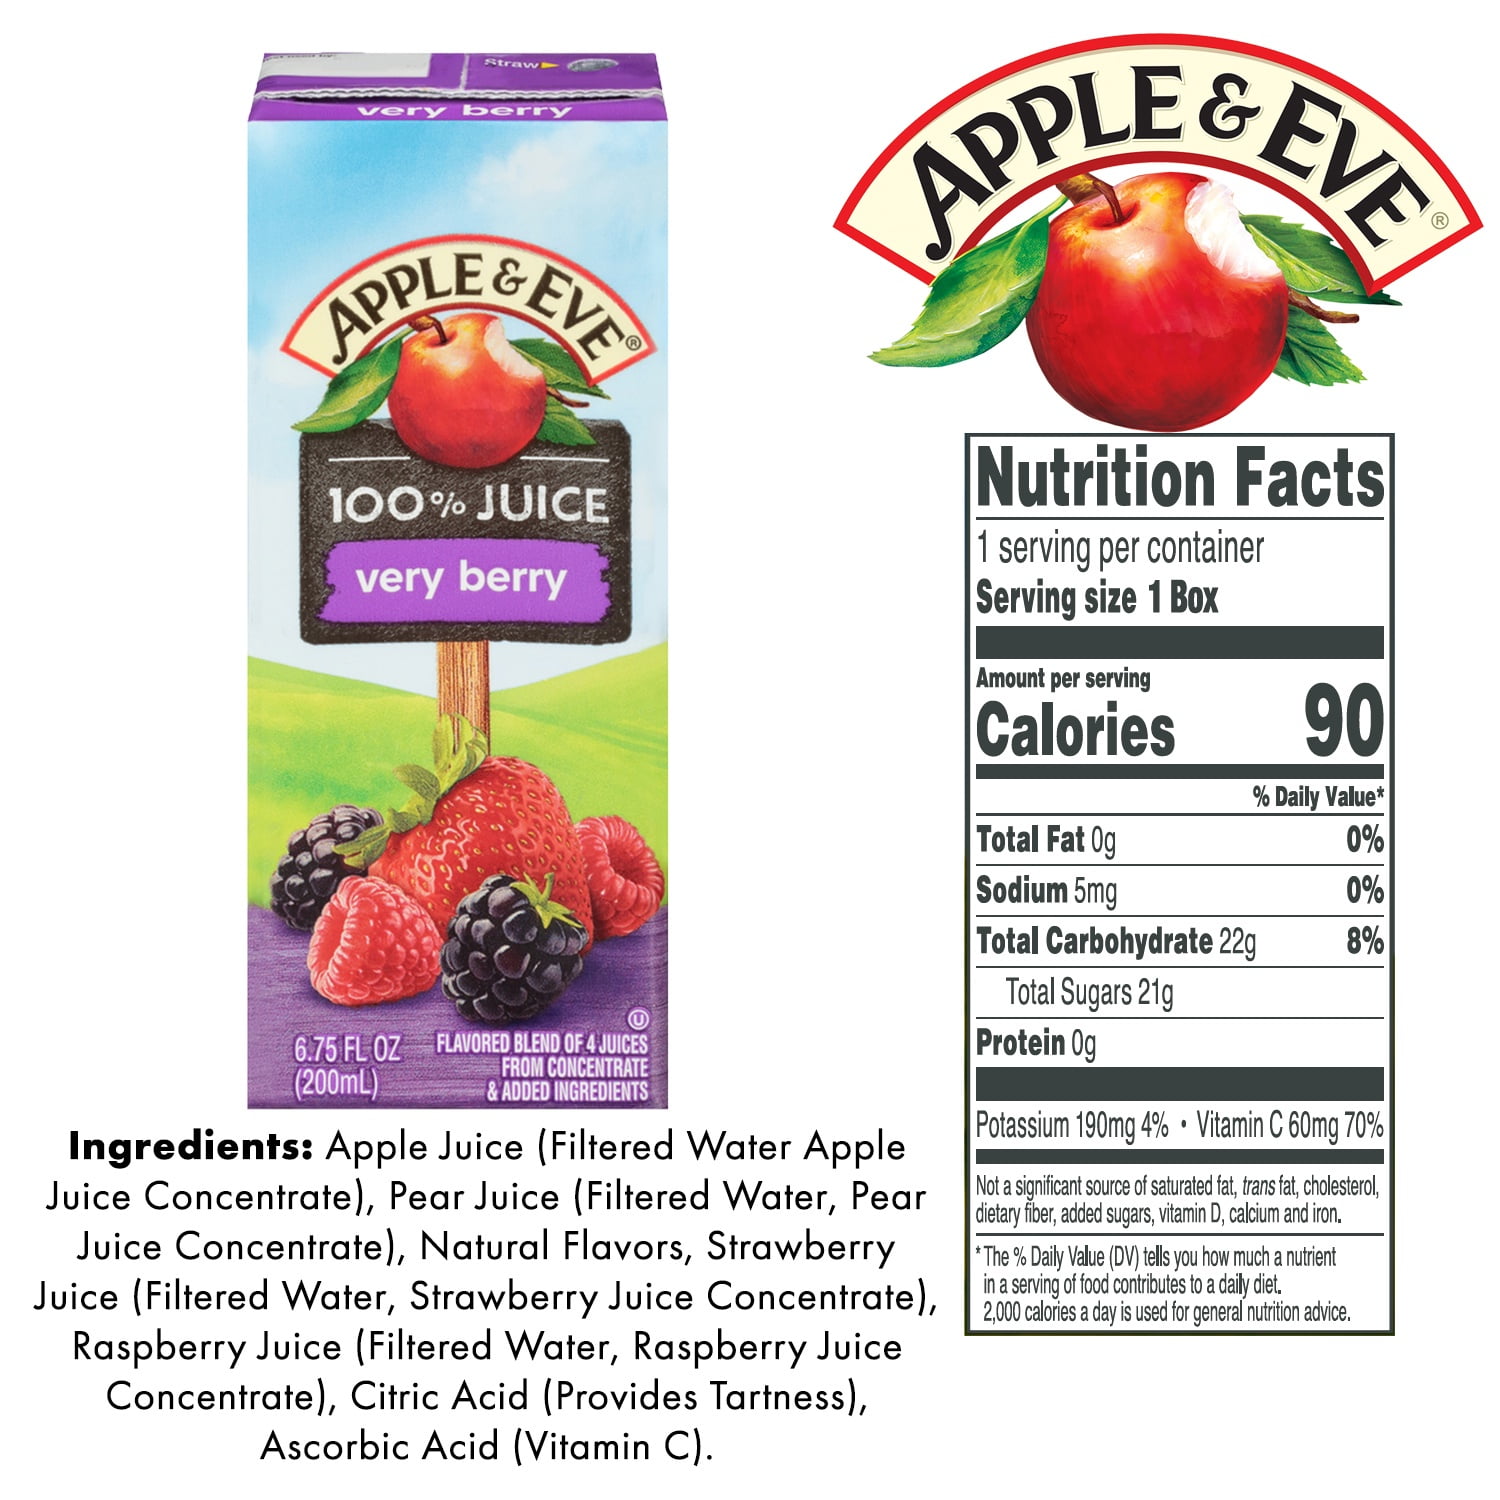 Straw
very berry
APPLE & EVE®
100% JUICE
very berry
U
6.75 FL OZ
(200mL)
FLAVORED BLEND OF 4 JUICES
FROM CONCENTRATE
& ADDED INGREDIENTS
Ingredients: Apple Juice (Filtered Water Apple
Juice Concentrate), Pear Juice (Filtered Water, Pear
Juice Concentrate), Natural Flavors, Strawberry
Juice (Filtered Water, Strawberry Juice Concentrate),
Raspberry Juice (Filtered Water, Raspberry Juice
Concentrate), Citric Acid (Provides Tartness),
Ascorbic Acid (Vitamin C).
APPLE & EVE®
Nutrition Facts
1 serving per container
Serving size 1 Box
Amount per serving
Calories 90
% Daily Value*
Total Fat 0g 0%
Sodium 5mg 0%
Total Carbohydrate 22g 8%
Total Sugars 21g
Protein 0g
Potassium 190mg 4% • Vitamin C 60mg 70%
Not a significant source of saturated fat, trans fat, cholesterol,
dietary fiber, added sugars, vitamin D, calcium and iron.
* The % Daily Value (DV) tells you how much a nutrient
in a serving of food contributes to a daily diet.
2,000 calories a day is used for general nutrition advice.